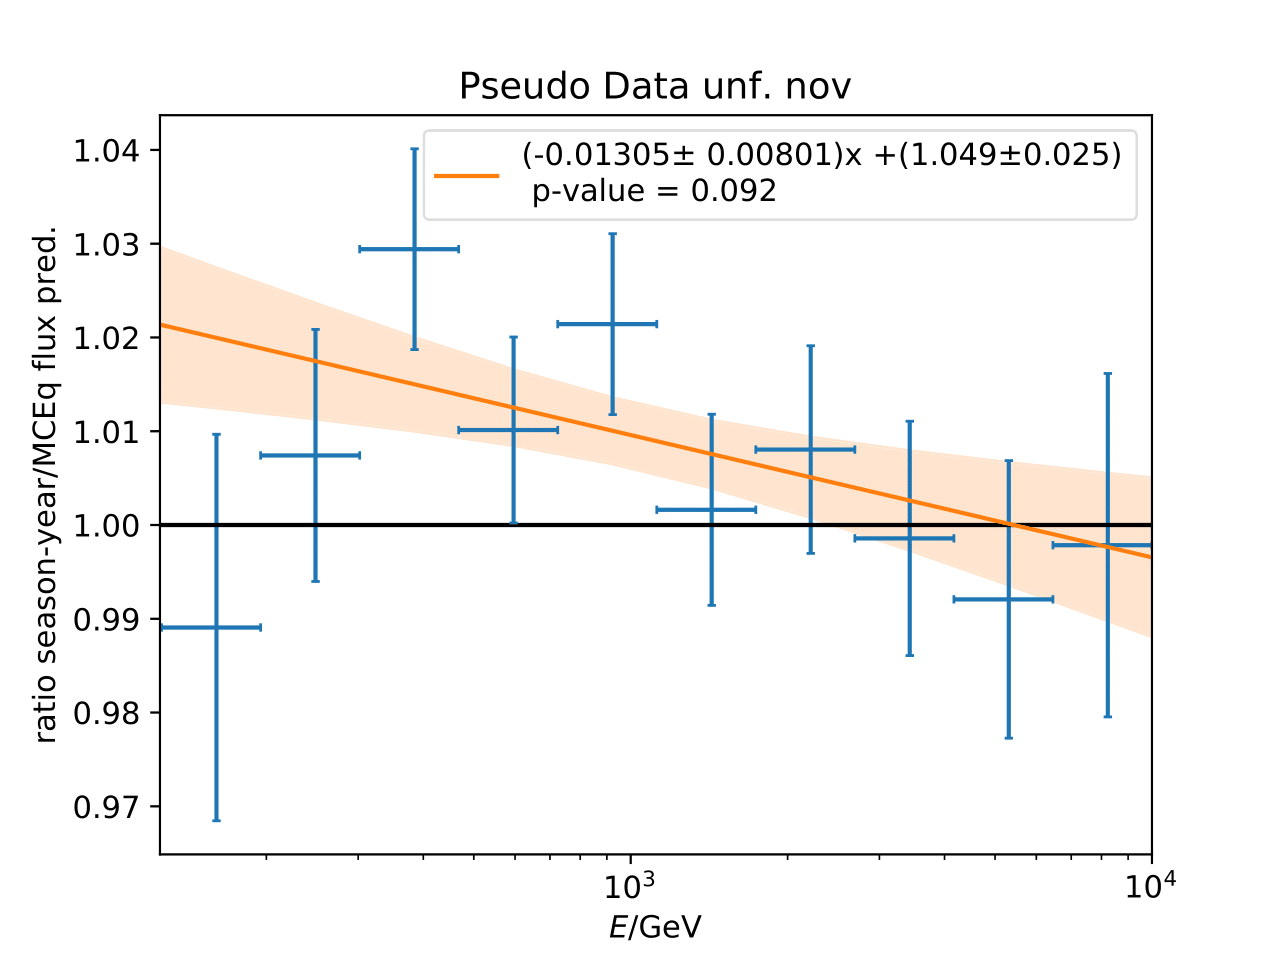 Pseudo Data unf. nov
(-0.01305± 0.00801)x +(1.049±0.025)
p-value = 0.092
ratio season-year/MCEq flux pred.
1.04
1.03
1.02
1.01
1.00
0.99
0.98
0.97
10³
10⁴
E/GeV